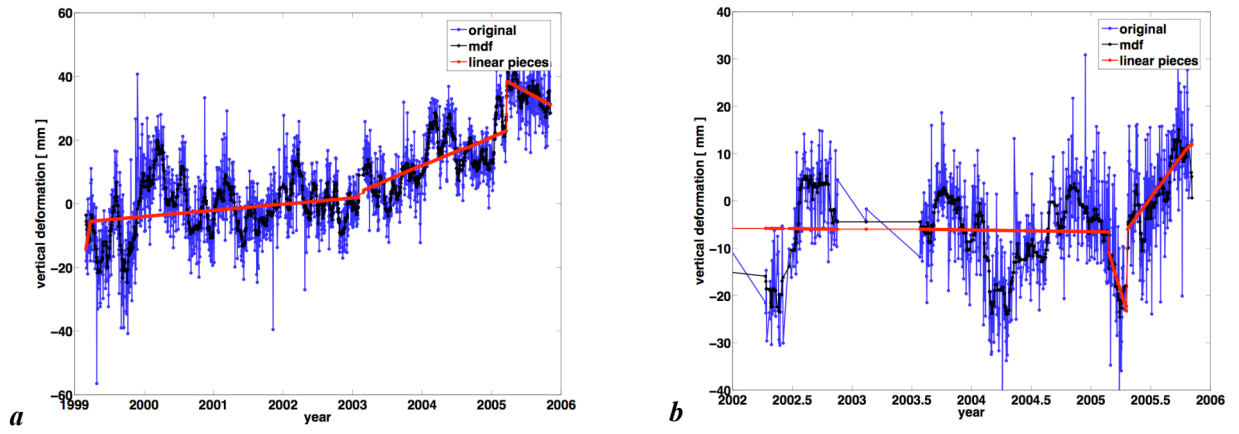 60
40
20
0
−20
−40
−60
1999
2000
2001
2002
2003
2004
2005
2006
vertical deformation [ mm ]
year
original
mdf
linear pieces
a
40
30
20
10
0
−10
−20
−30
−40
2002
2002.5
2003
2003.5
2004
2004.5
2005
2005.5
2006
vertical deformation [ mm ]
year
original
mdf
linear pieces
b